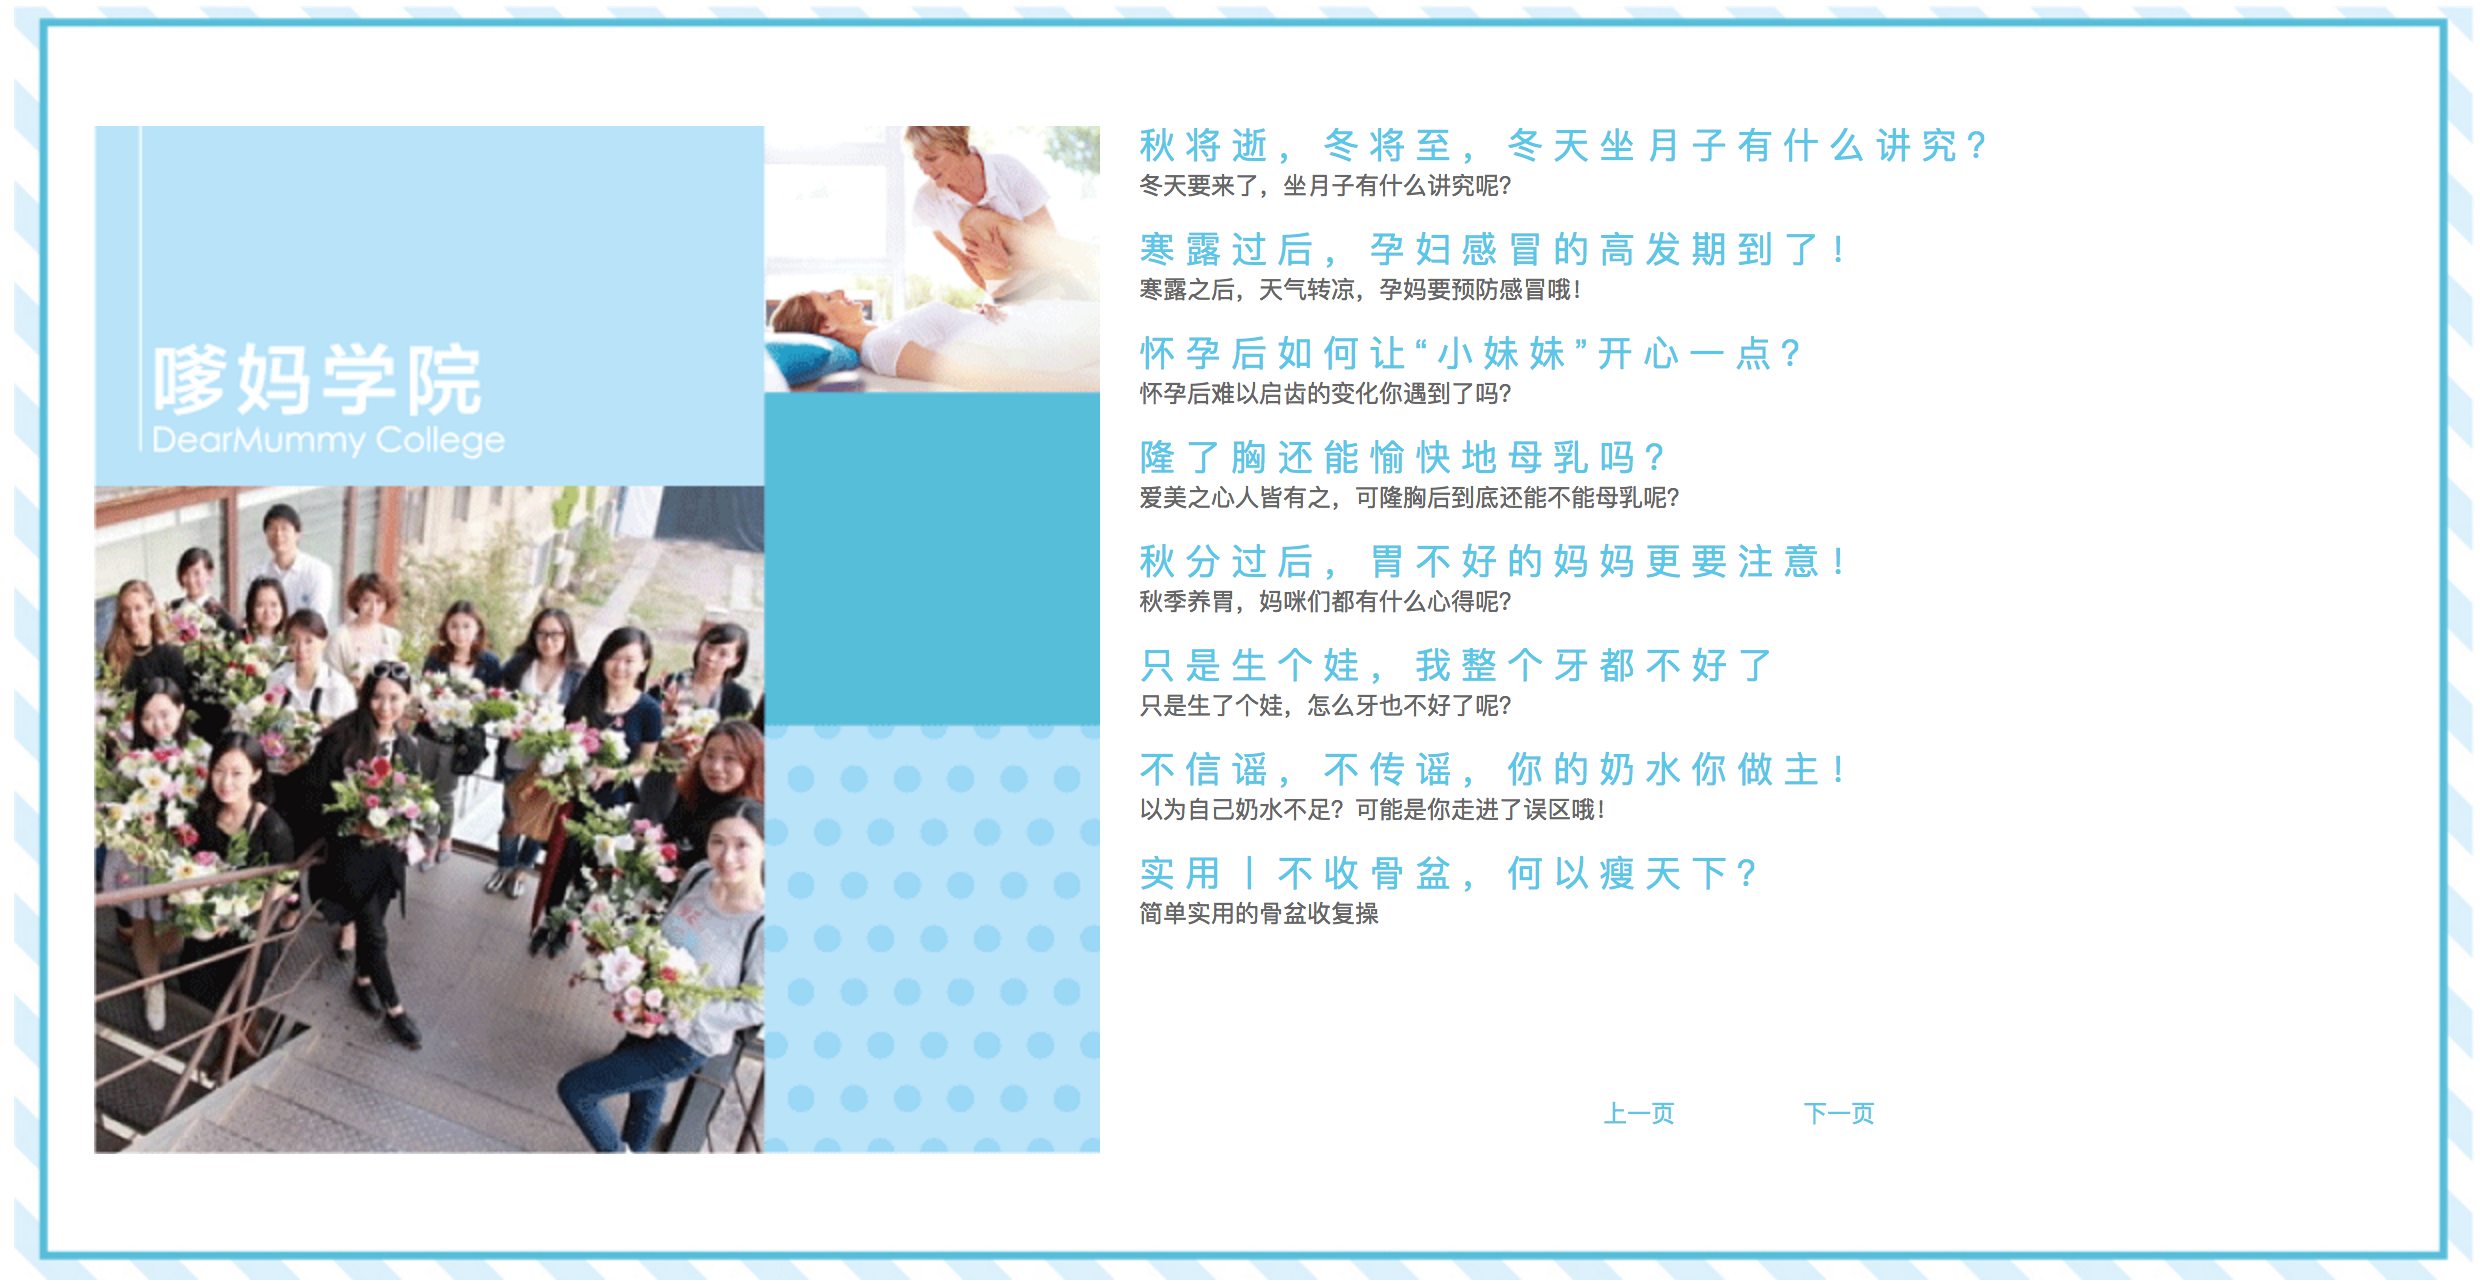 嗲妈学院
DearMummy College
秋将逝，冬将至，冬天坐月子有什么讲究？
冬天要来了，坐月子有什么讲究呢？
寒露过后，孕妇感冒的高发期到了！
寒露之后，天气转凉，孕妈要预防感冒哦！
怀孕后如何让“小妹妹”开心一点？
怀孕后难以启齿的变化你遇到了吗？
隆了胸还能愉快地母乳吗？
爱美之心人皆有之，可隆胸后到底还能不能母乳呢？
秋分过后，胃不好的妈妈更要注意！
秋季养胃，妈咪们都有什么心得呢？
只是生个娃，我整个牙都不好了
只是生了个娃，怎么牙也不好了呢？
不信谣，不传谣，你的奶水你做主！
以为自己奶水不足？可能是你走进了误区哦！
实用丨不收骨盆，何以瘦天下？
简单实用的骨盆收复操
上一页 下一页